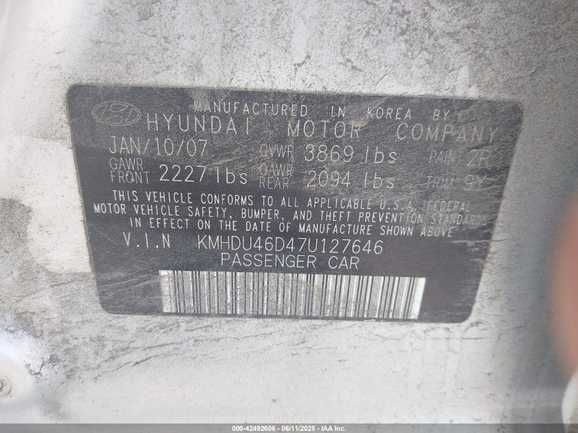 MANUFACTURED IN KOREA BY
HYUNDAI MOTOR COMPANY
JAN/10/07 GVWR 3869 lbs PAIN ZR
GAWR FRONT 2227 lbs GAWR REAR 2094 lbs TRIM 9Y
THIS VEHICLE CONFORMS TO ALL APPLICABLE U.S.A. FEDERAL
MOTOR VEHICLE SAFETY, BUMPER, AND THEFT PREVENTION STANDARDS
IN EFFECT ON THE DATE OF MANUFACTURE SHOWN ABOVE.
V.I.N KMHDU46D47U127646
PASSENGER CAR
000-42492606 - 06/11/2025 - IAA Inc.